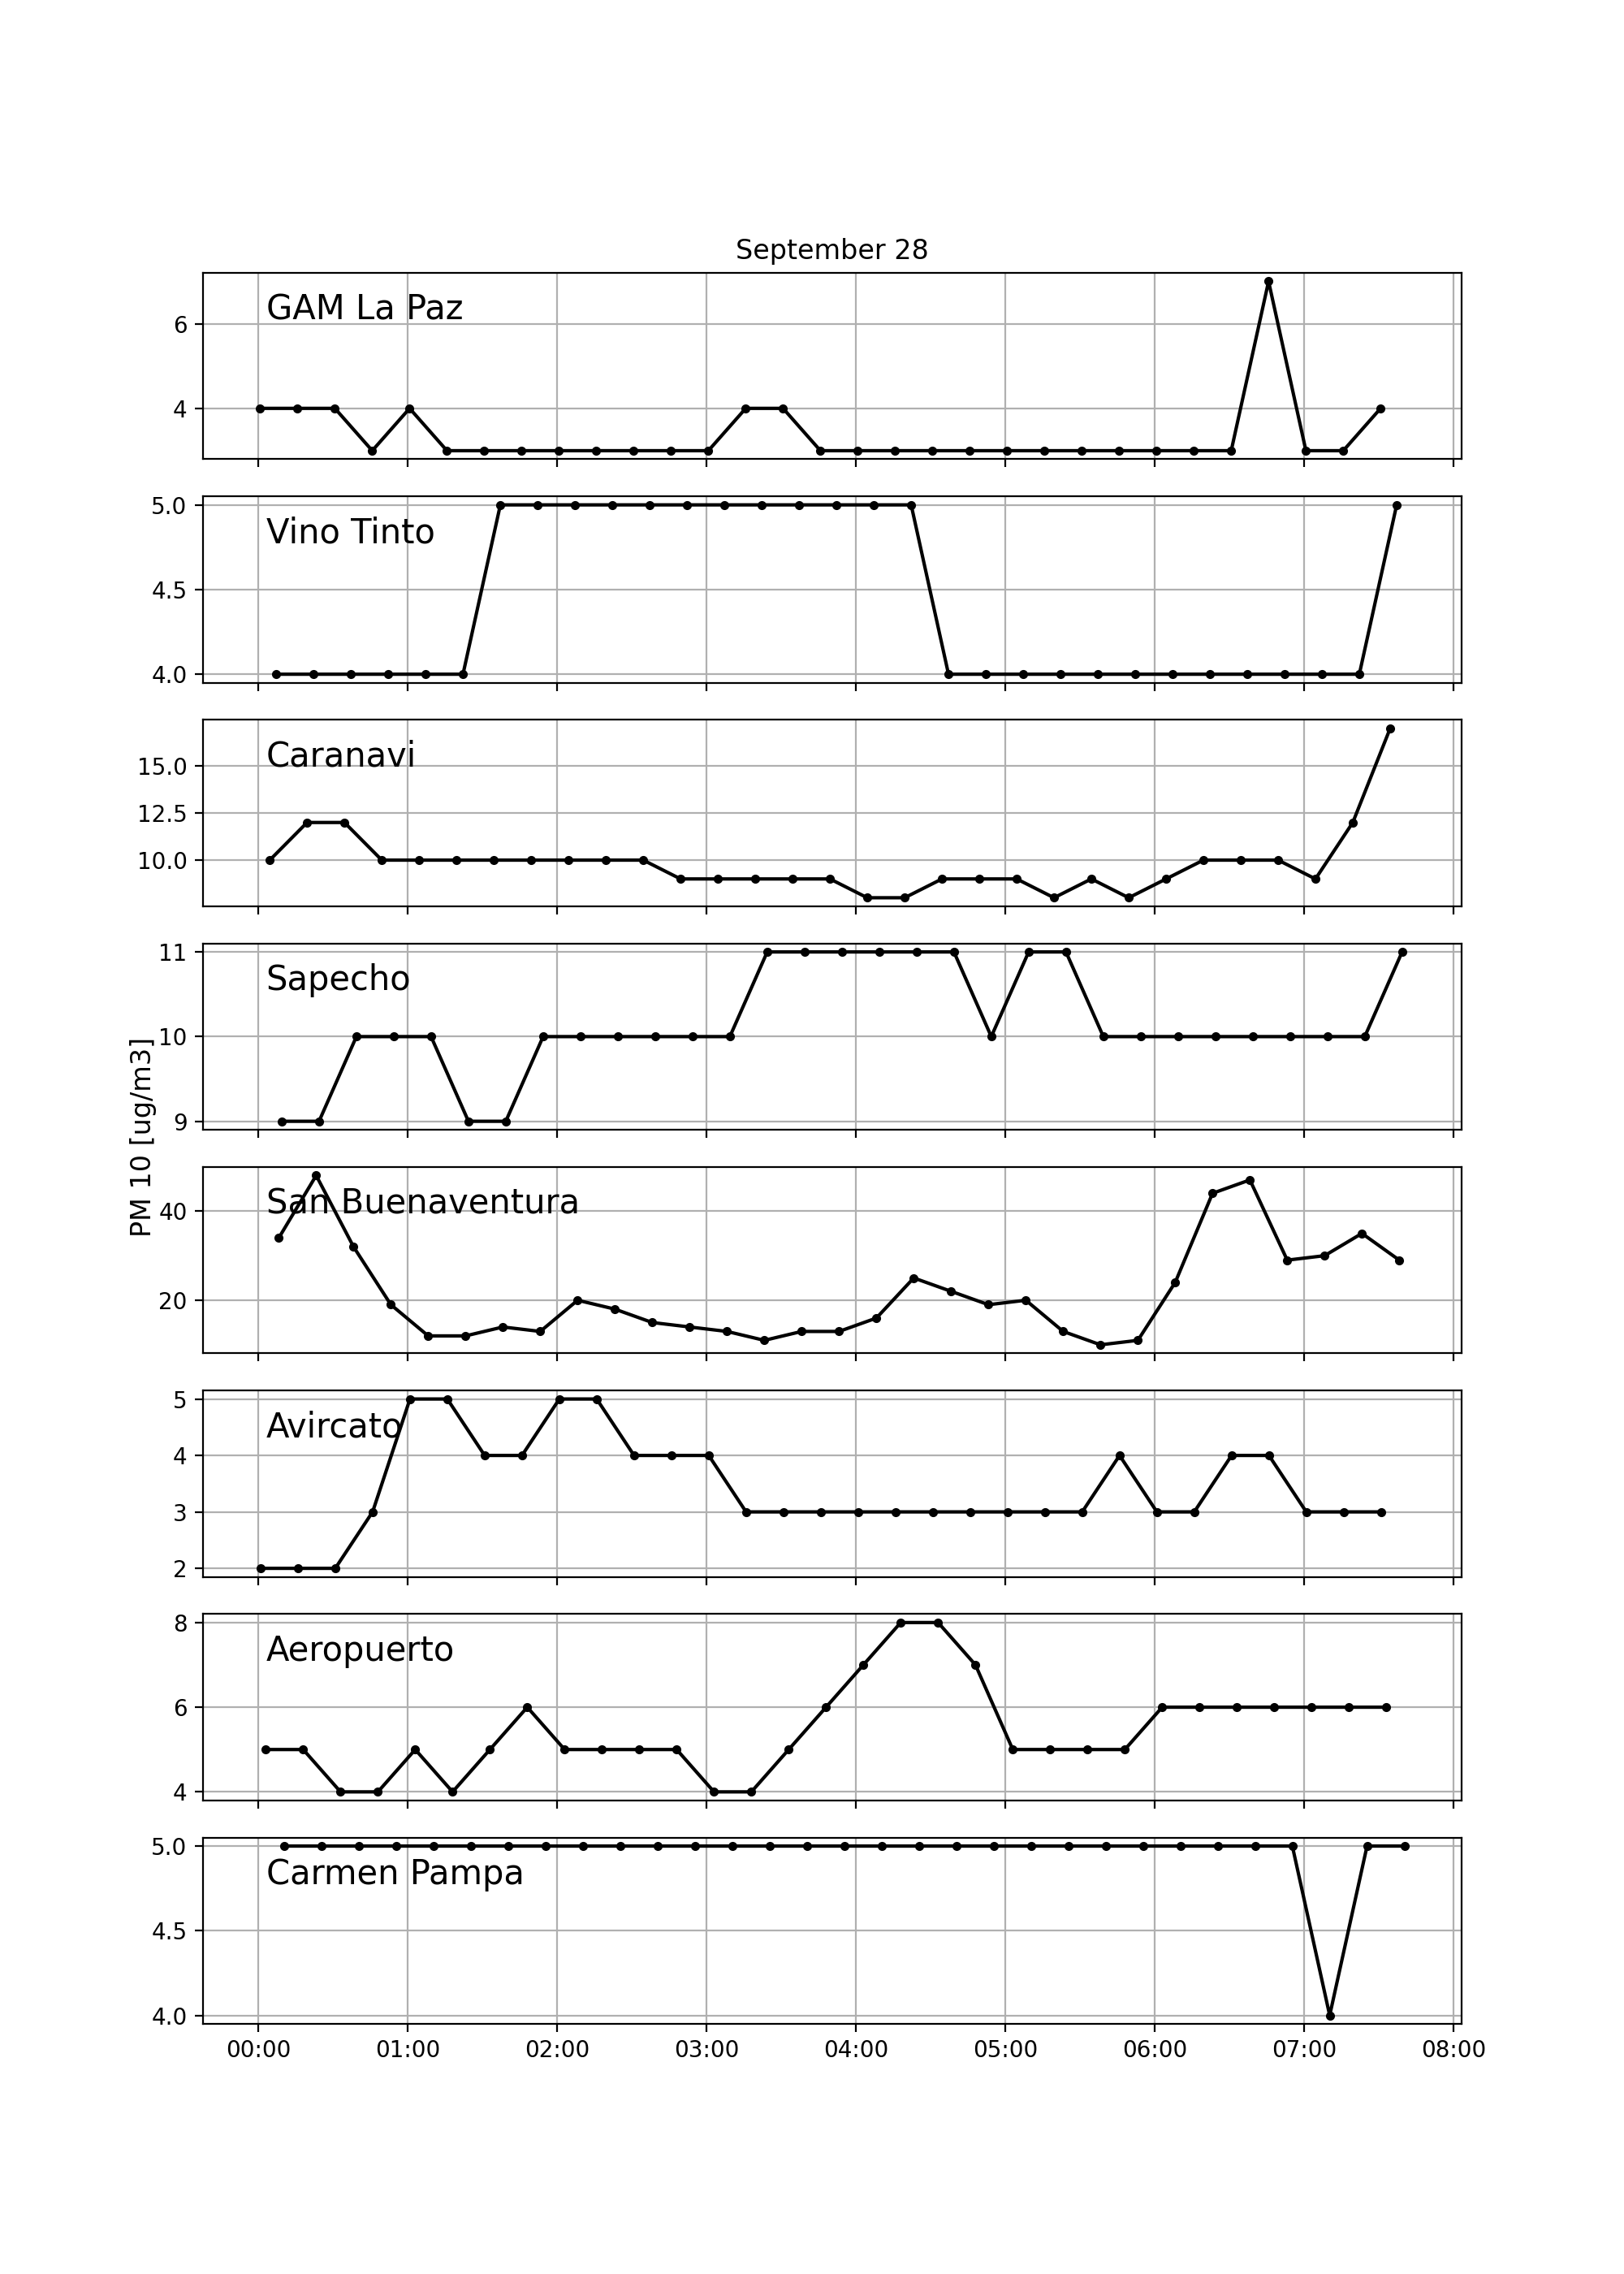 September 28
GAM La Paz
6
4
Vino Tinto
5.0
4.5
4.0
Caranavi
15.0
12.5
10.0
Sapecho
11
10
9
PM 10 [ug/m3]
San Buenaventura
40
20
Avircato
5
4
3
2
Aeropuerto
8
6
4
Carmen Pampa
5.0
4.5
4.0
00:00 01:00 02:00 03:00 04:00 05:00 06:00 07:00 08:00